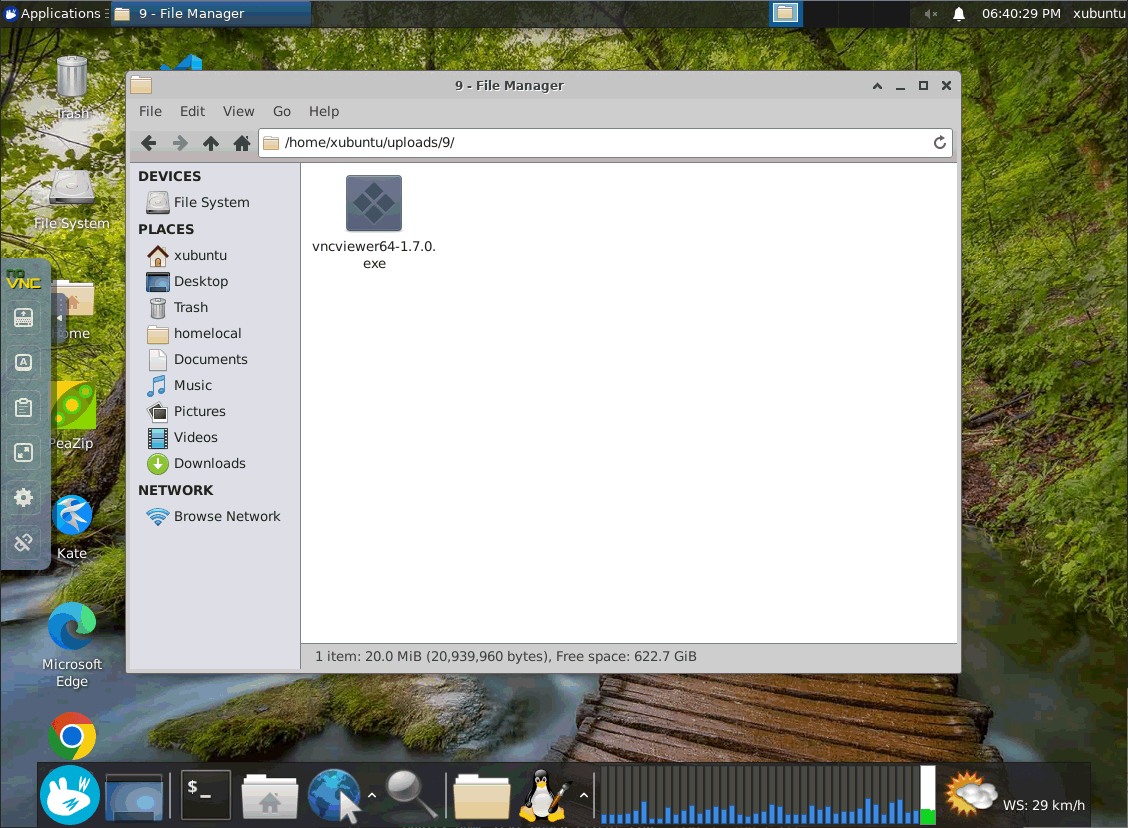 Applications
9 - File Manager
06:40:29 PM
xubuntu
Trash
File System
Home
PeaZip
Kate
Microsoft
Edge
no
VNC
A
9 - File Manager
File
Edit
View
Go
Help
/home/xubuntu/uploads/9/
DEVICES
File System
PLACES
xubuntu
Desktop
Trash
homelocal
Documents
Music
Pictures
Videos
Downloads
NETWORK
Browse Network
vncviewer64-1.7.0.
exe
1 item: 20.0 MiB (20,939,960 bytes), Free space: 622.7 GiB
$_
WS: 29 km/h